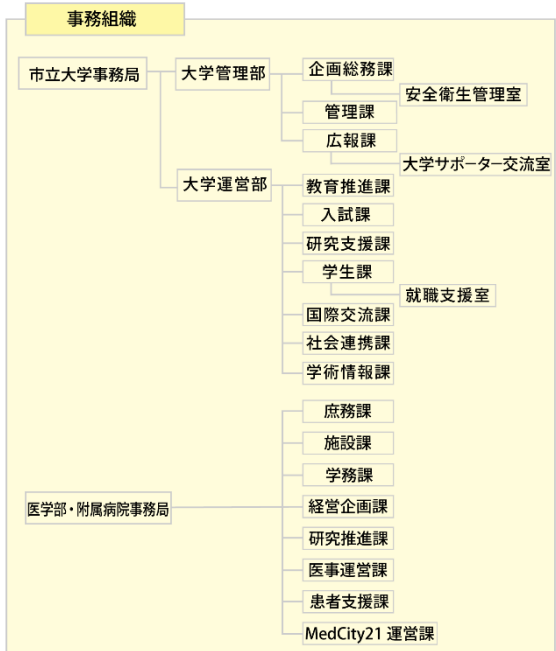 事務組織
市立大学事務局
大学管理部
企画総務課
安全衛生管理室
管理課
広報課
大学サポーター交流室
大学運営部
教育推進課
入試課
研究支援課
学生課
就職支援室
国際交流課
社会連携課
学術情報課
医学部・附属病院事務局
庶務課
施設課
学務課
経営企画課
研究推進課
医事運営課
患者支援課
MedCity21 運営課